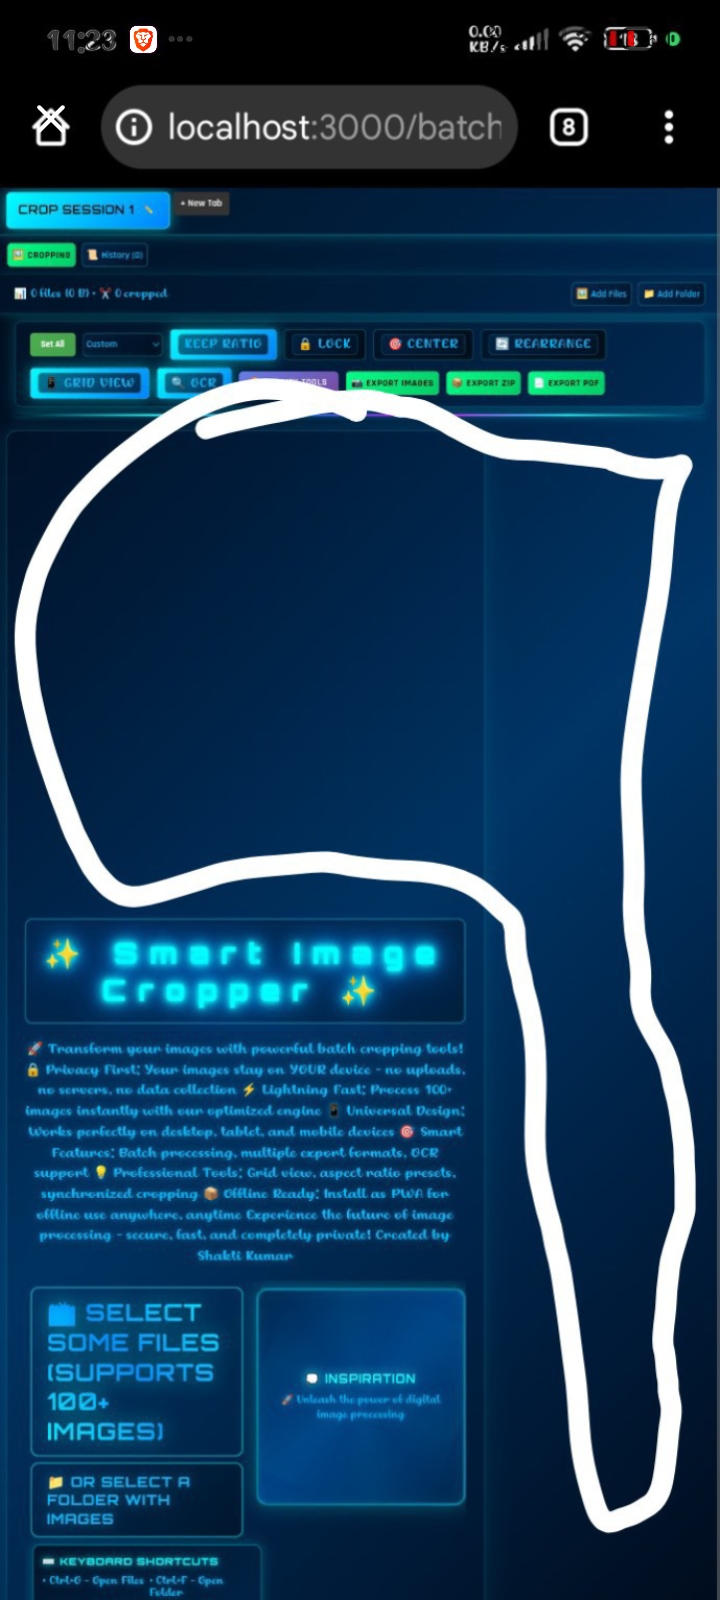 11:23
0.00
KB/s
localhost:3000/batch
8
CROP SESSION 1
+ New Tab
🖼️ CROPPING
📜 History (0)
📊 0 files (0 B) • ✂️ 0 cropped
🖼️ Add Files
📁 Add Folder
Set All
Custom
KEEP RATIO
🔒 LOCK
🎯 CENTER
🔄 REARRANGE
📱 GRID VIEW
🔍 OCR
TOOLS
📸 EXPORT IMAGES
📦 EXPORT ZIP
📄 EXPORT PDF
✨ Smart Image
Cropper ✨
🚀 Transform your images with powerful batch cropping tools!
🔒 Privacy First: Your images stay on YOUR device - no uploads,
no servers, no data collection ⚡ Lightning Fast: Process 100+
images instantly with our optimized engine 📱 Universal Design:
Works perfectly on desktop, tablet, and mobile devices 🎯 Smart
Features: Batch processing, multiple export formats, OCR
support 💡 Professional Tools: Grid view, aspect ratio presets,
synchronized cropping 📦 Offline Ready: Install as PWA for
offline use anywhere, anytime Experience the future of image
processing - secure, fast, and completely private! Created by
Shakti Kumar
SELECT
SOME FILES
(SUPPORTS
100+
IMAGES)
💭 INSPIRATION
🚀 Unleash the power of digital
image processing
📁 OR SELECT A
FOLDER WITH
IMAGES
⌨️ KEYBOARD SHORTCUTS
• Ctrl+O - Open Files • Ctrl+F - Open
Folder